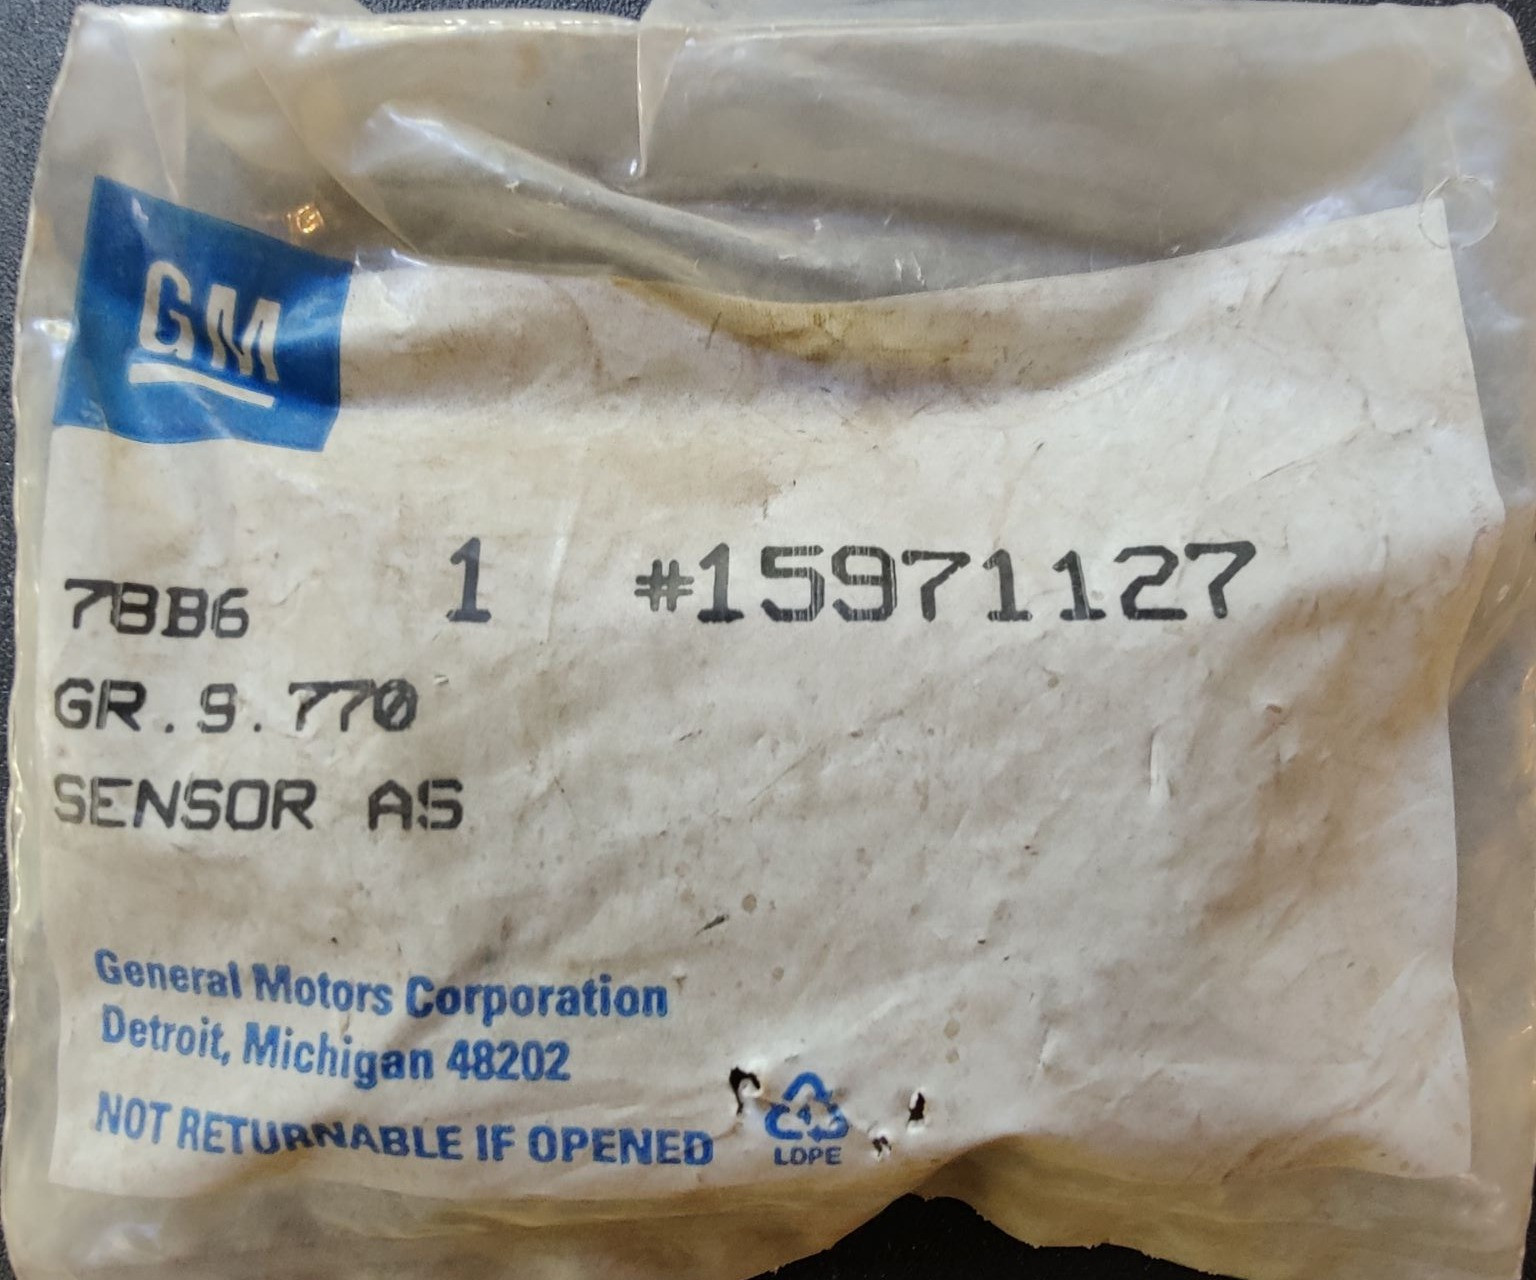 GM
7BB6 1 #15971127
GR.9.770
SENSOR AS
General Motors Corporation
Detroit, Michigan 48202
NOT RETURNABLE IF OPENED
4
LDPE